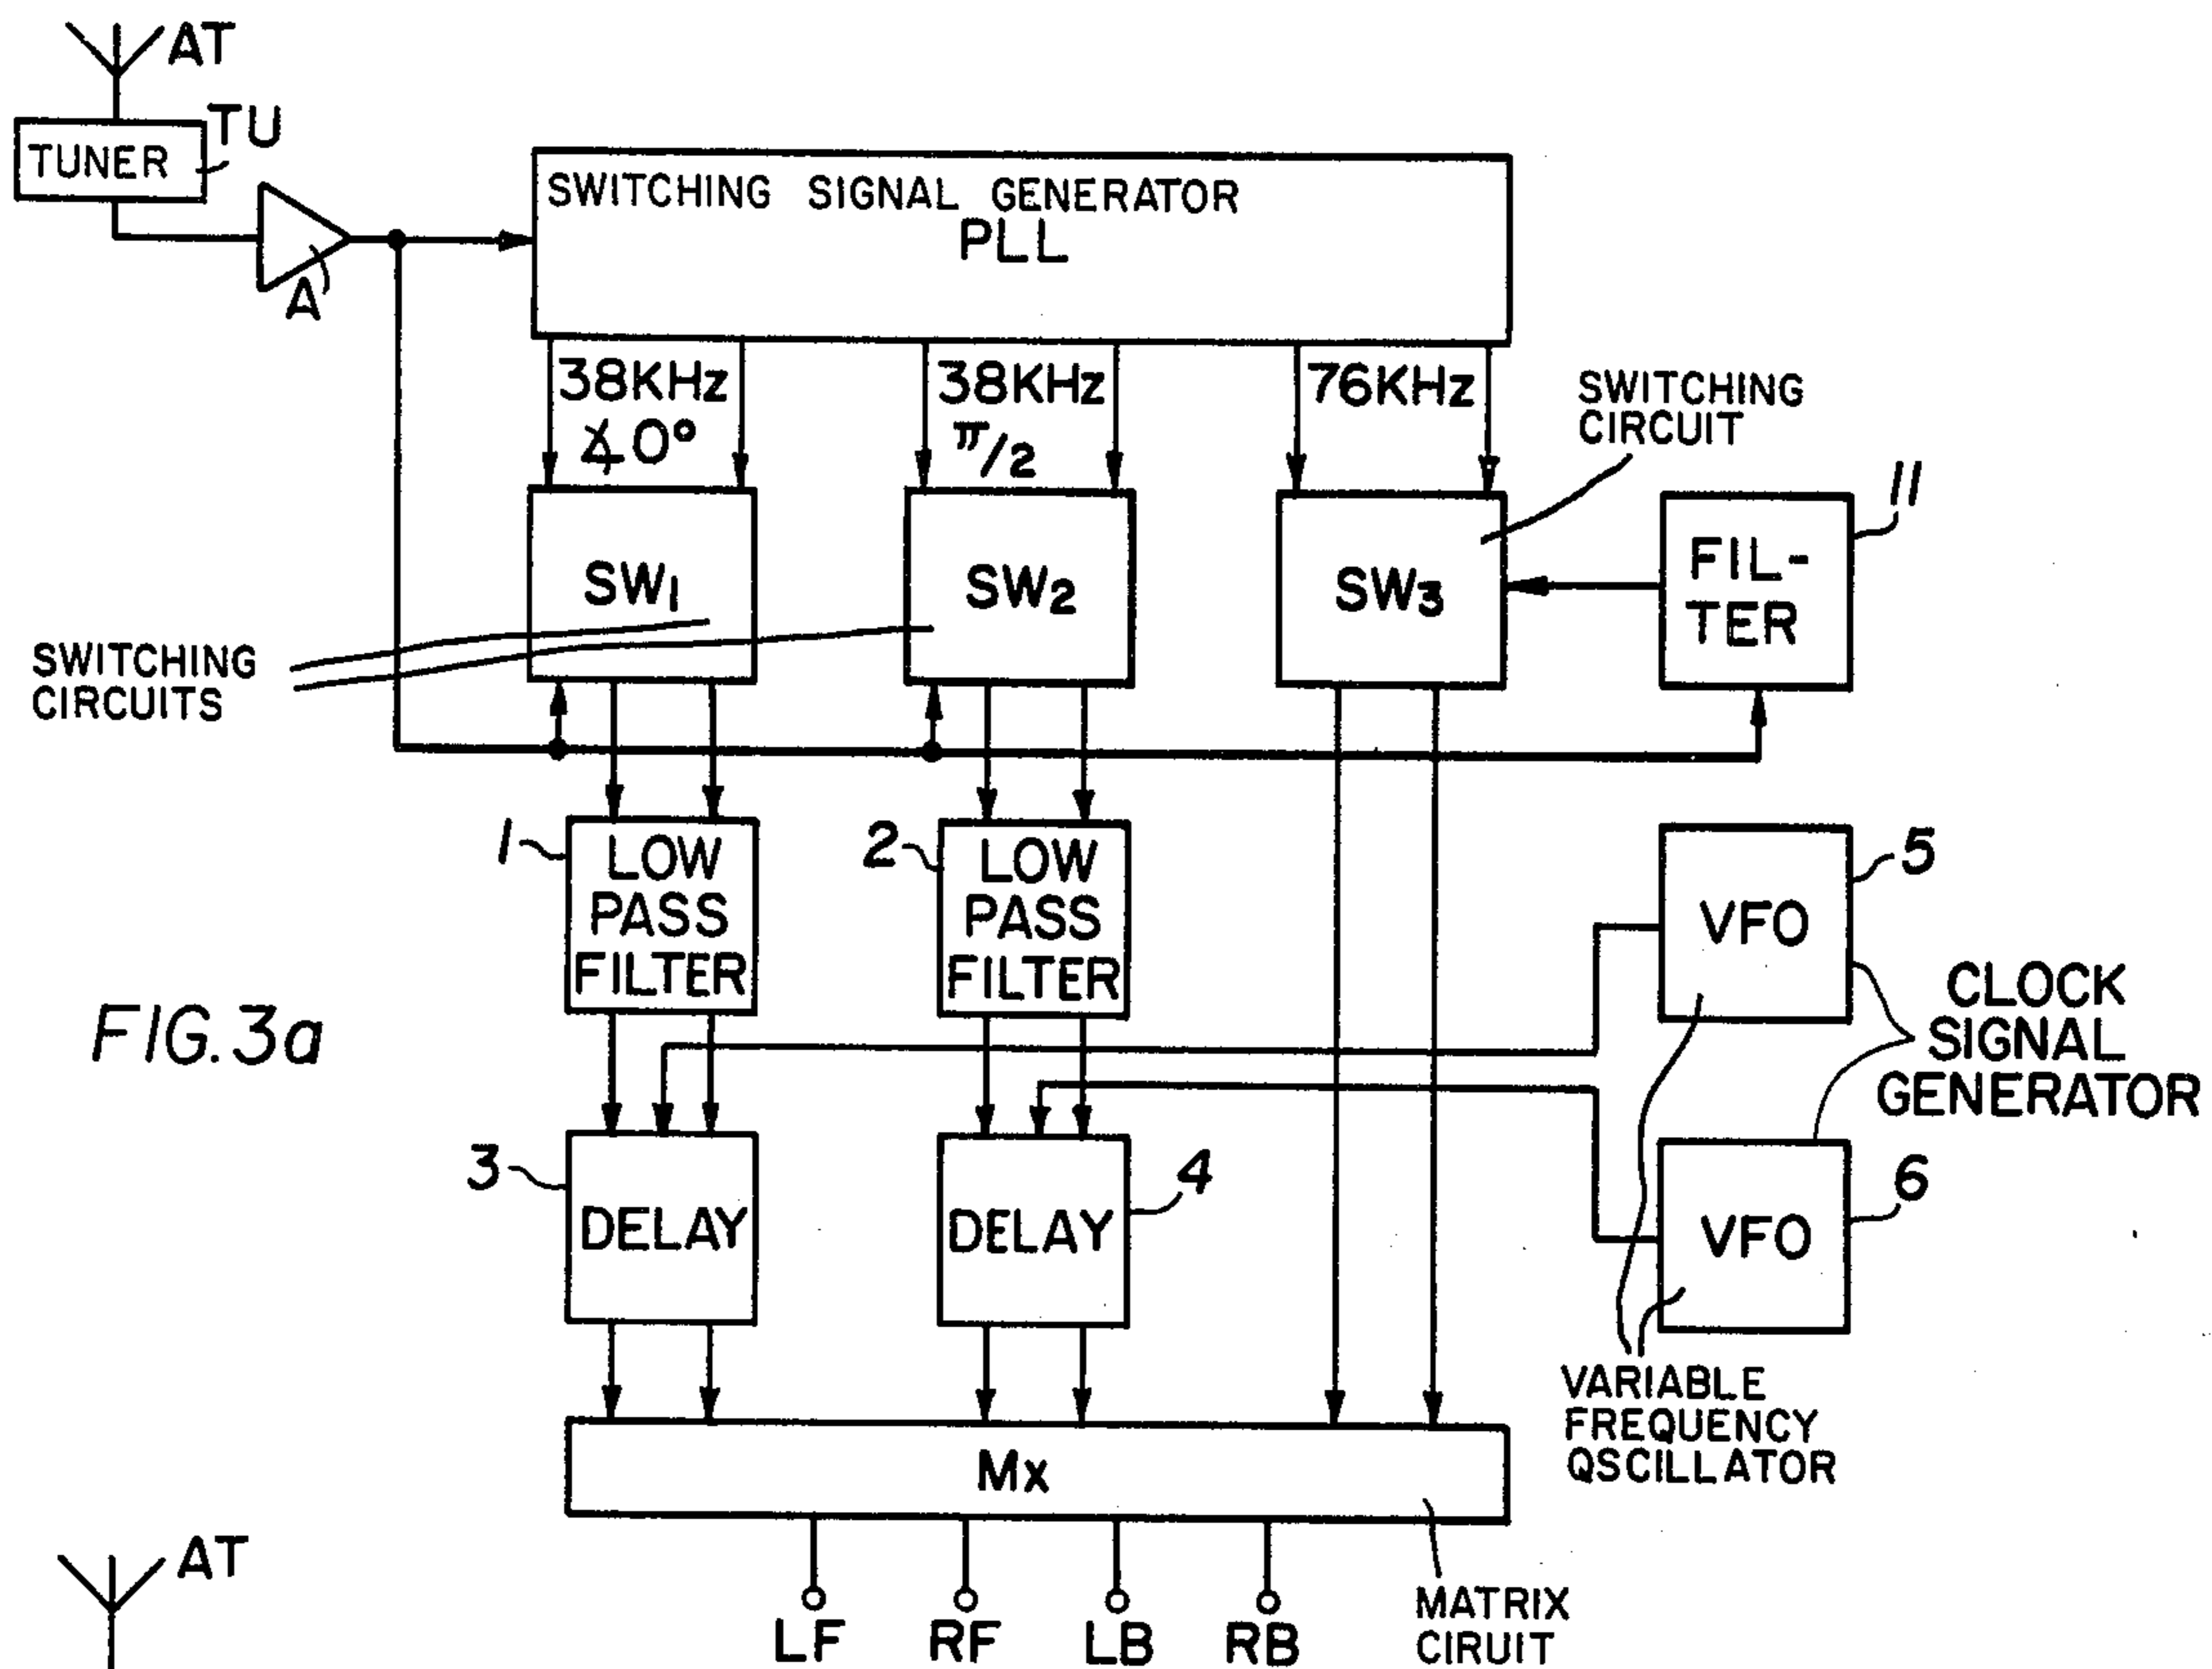 AT
TU
TUNER
A
SWITCHING SIGNAL GENERATOR
PLL
38KHz
∡0°
38KHz
π/2
76KHz
SWITCHING
CIRCUIT
11
SW1
SW2
SW3
FIL-
TER
SWITCHING
CIRCUITS
1
LOW
PASS
FILTER
2
LOW
PASS
FILTER
5
VFO
CLOCK
SIGNAL
GENERATOR
FIG.3a
3
DELAY
4
DELAY
6
VFO
VARIABLE
FREQUENCY
QSCILLATOR
Mx
MATRIX
CIRUIT
LF
RF
LB
RB
AT